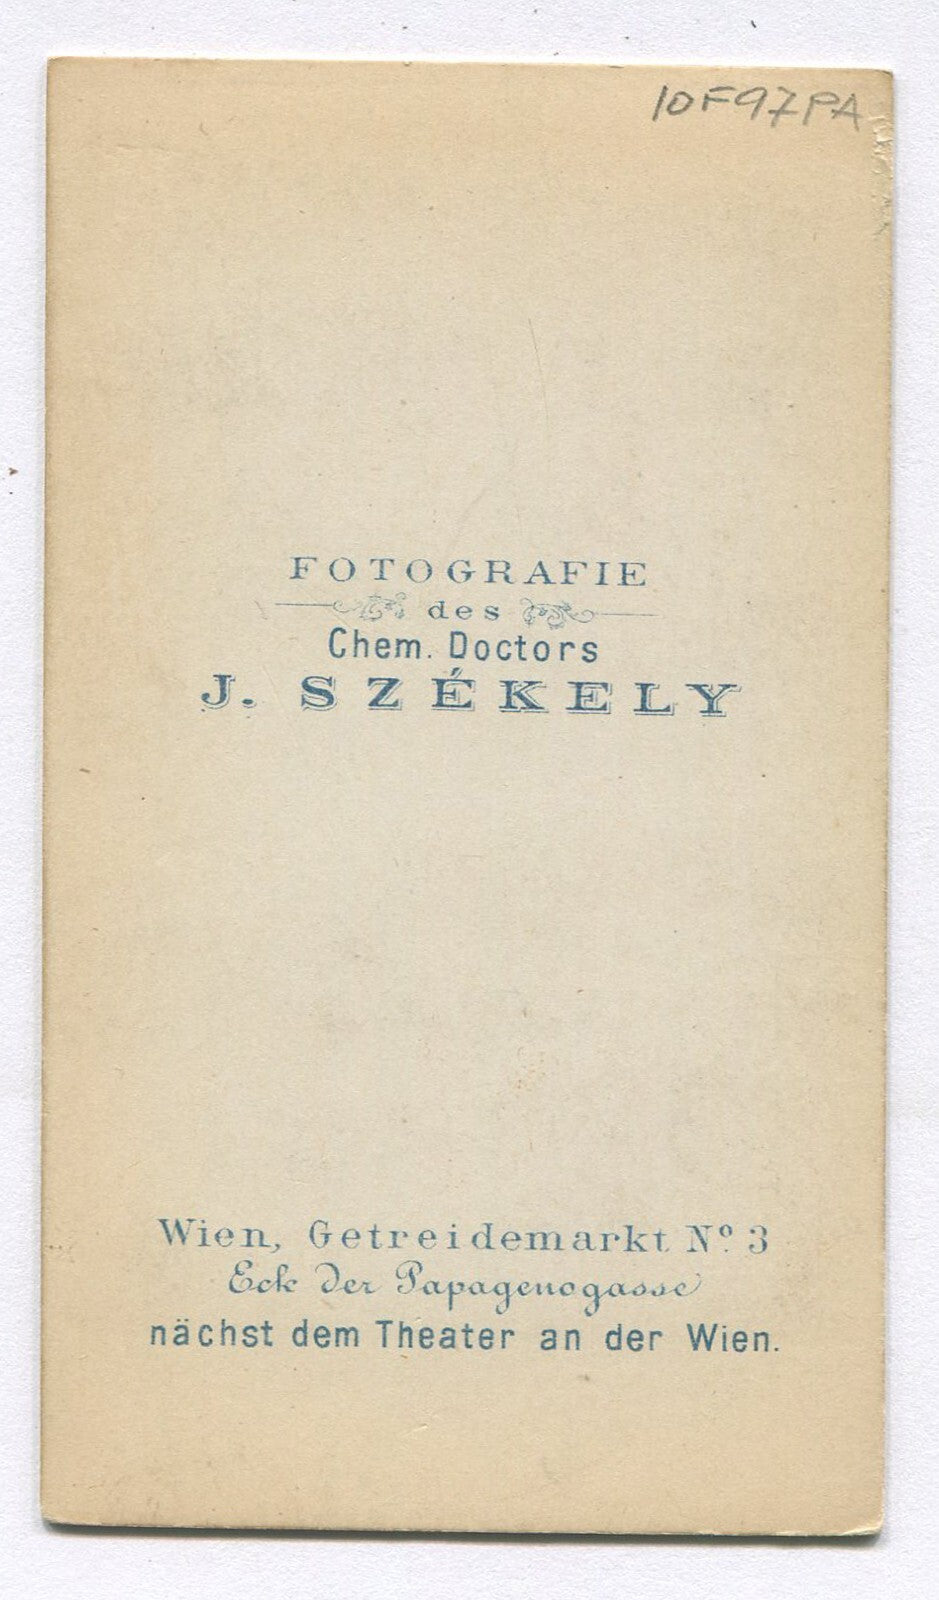 10F97PA
FOTOGRAFIE
des
Chem. Doctors
J. SZÉKELY
Wien, Getreidemarkt Nº 3
Eck der Papagenogasse
nächst dem Theater an der Wien.